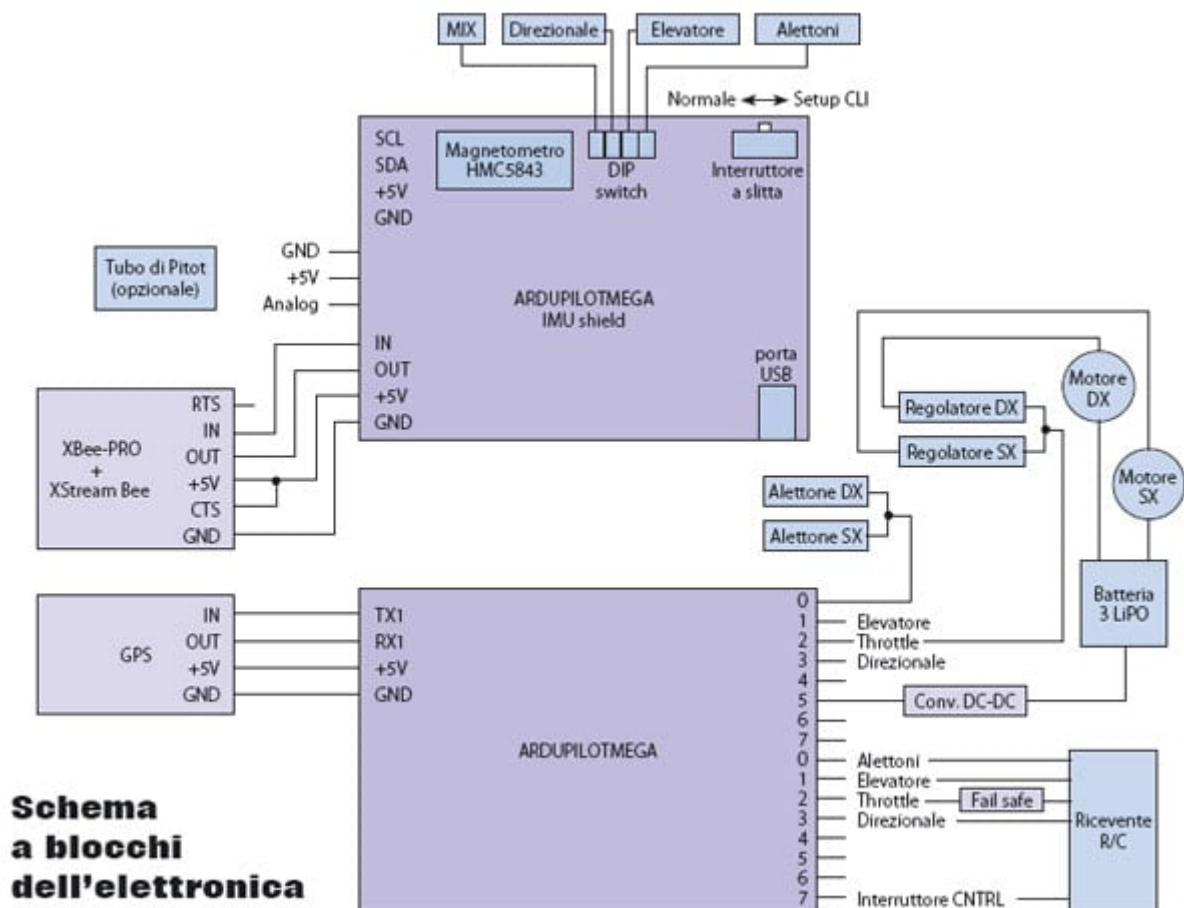 MIX
Direzionale
Elevatore
Alettoni
Normale
Setup CLI
SCL
SDA
+5V
GND
Magnetometro
HMC5843
DIP
switch
Interruttore
a slitta
Tubo di Pitot
(opzionale)
GND
+5V
Analog
ARDUPILOTMEGA
IMU shield
IN
OUT
+5V
GND
porta
USB
XBee-PRO
+
XStream Bee
RTS
IN
OUT
+5V
CTS
GND
Regolatore DX
Regolatore SX
Motore
DX
Motore
SX
Alettone DX
Alettone SX
Batteria
3 LiPO
GPS
IN
OUT
+5V
GND
TX1
RX1
+5V
GND
ARDUPILOTMEGA
0
1 Elevatore
2 Throttle
3 Direzionale
4
5 Conv. DC-DC
6
7
0 Alettoni
1 Elevatore
2 Throttle Fail safe
3 Direzionale
4
5
6
7 Interruttore CNTRL
Ricevente
R/C
Schema
a blocchi
dell'elettronica